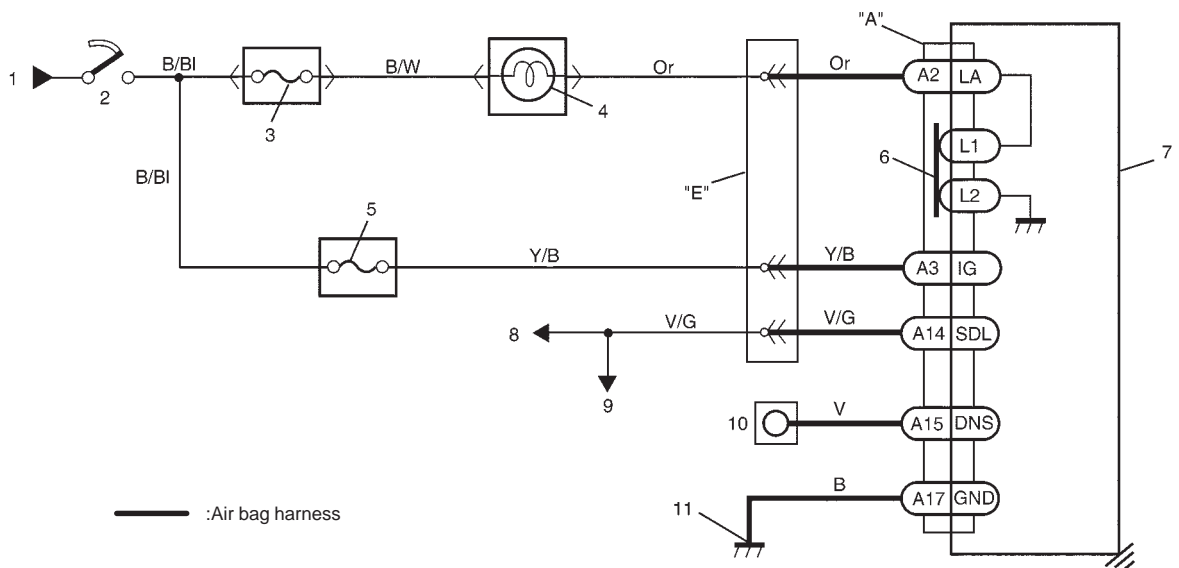 "A"
B/Bl
B/W
Or
Or
A2 LA
1
2
3
4
L1
6
7
B/Bl
"E"
L2
5
Y/B
Y/B
A3 IG
8
V/G
V/G
A14 SDL
9
10
V
A15 DNS
B
A17 GND
11
:Air bag harness